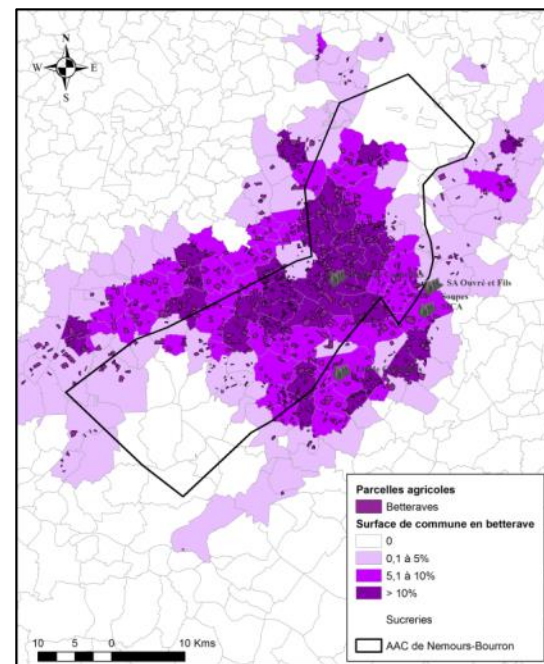 N
W E
S
SA Ouvré et Fils
Parcelles agricoles
Betteraves
Surface de commune en betterave
0
0,1 à 5%
5,1 à 10%
> 10%
Sucreries
AAC de Nemours-Bourron
10 5 0 10 Kms